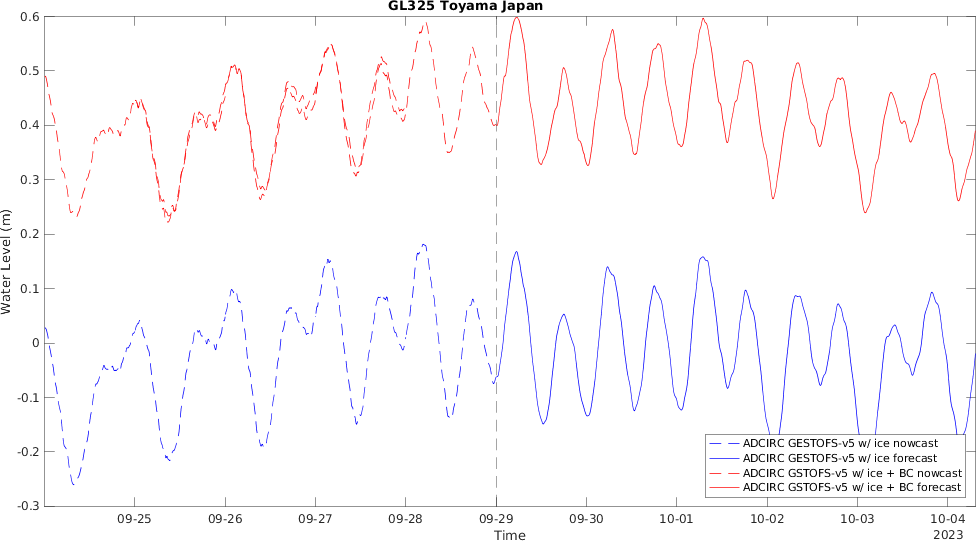 GL325 Toyama Japan
0.6
0.5
0.4
0.3
0.2
0.1
0
-0.1
-0.2
-0.3
Water Level (m)
ADCIRC GESTOFS-v5 w/ ice nowcast
ADCIRC GESTOFS-v5 w/ ice forecast
ADCIRC GSTOFS-v5 w/ ice + BC nowcast
ADCIRC GSTOFS-v5 w/ ice + BC forecast
09-25 09-26 09-27 09-28 09-29 09-30 10-01 10-02 10-03 10-04
2023
Time